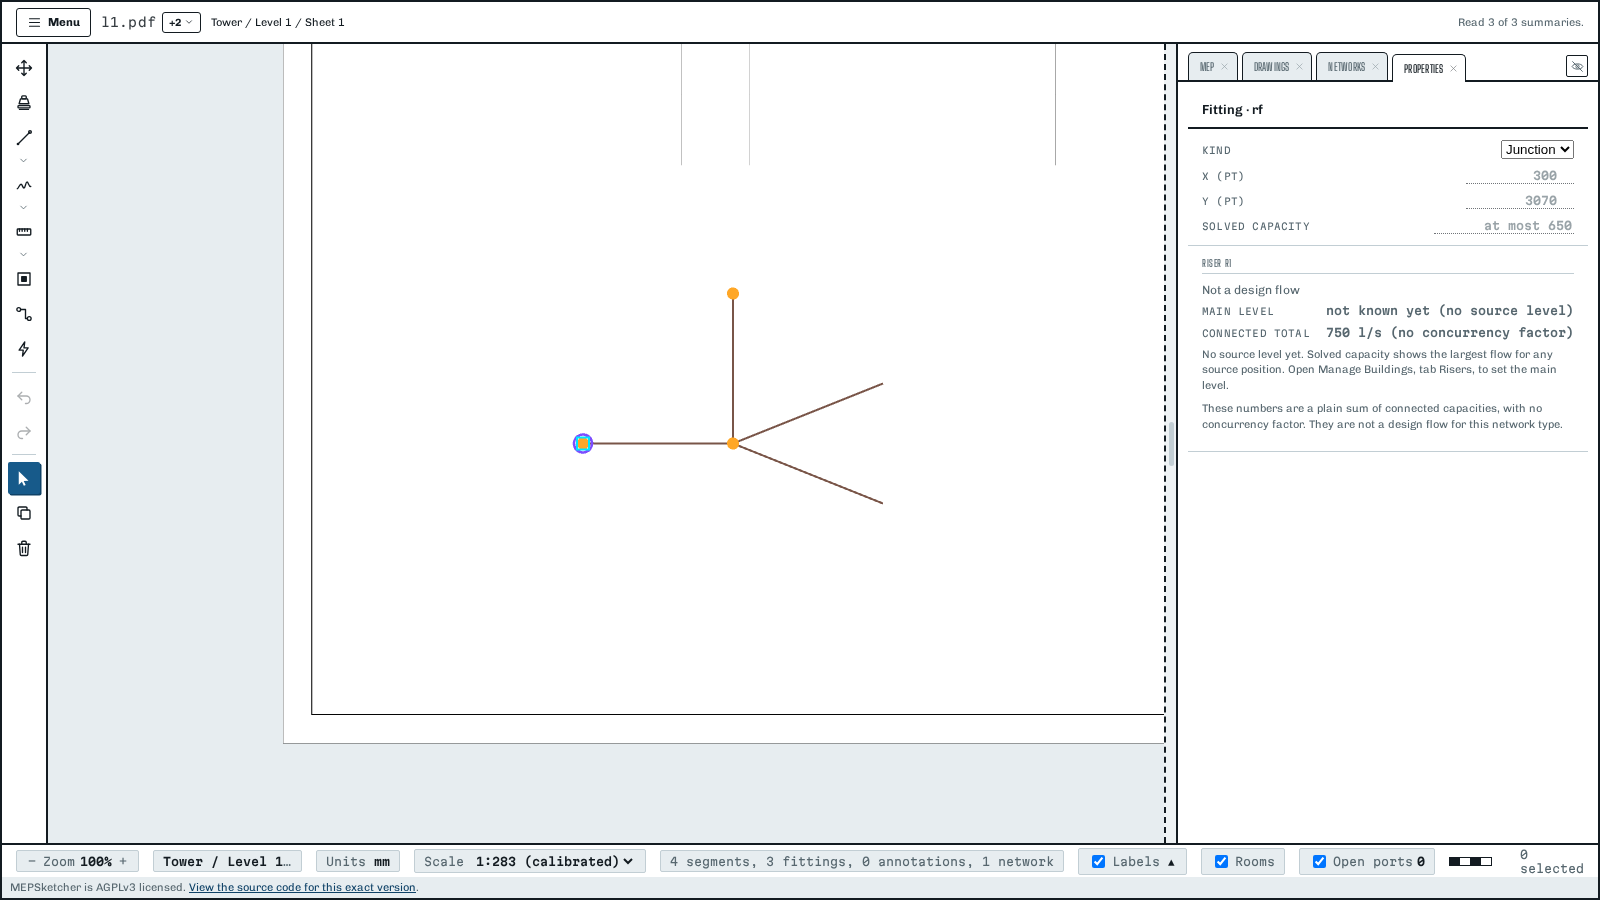 Menu
l1.pdf
+2
Tower / Level 1 / Sheet 1
Read 3 of 3 summaries.
MEP
DRAWINGS
NETWORKS
PROPERTIES
Fitting · rf
KIND
Junction
X (PT)
300
Y (PT)
3070
SOLVED CAPACITY
at most 650
RISER R1
Not a design flow
MAIN LEVEL
not known yet (no source level)
CONNECTED TOTAL
750 l/s (no concurrency factor)
No source level yet. Solved capacity shows the largest flow for any
source position. Open Manage Buildings, tab Risers, to set the main
level.
These numbers are a plain sum of connected capacities, with no
concurrency factor. They are not a design flow for this network type.
− Zoom 100% +
Tower / Level 1…
Units mm
Scale 1:283 (calibrated)
4 segments, 3 fittings, 0 annotations, 1 network
Labels ▲
Rooms
Open ports 0
0
selected
MEPSketcher is AGPLv3 licensed. View the source code for this exact version.